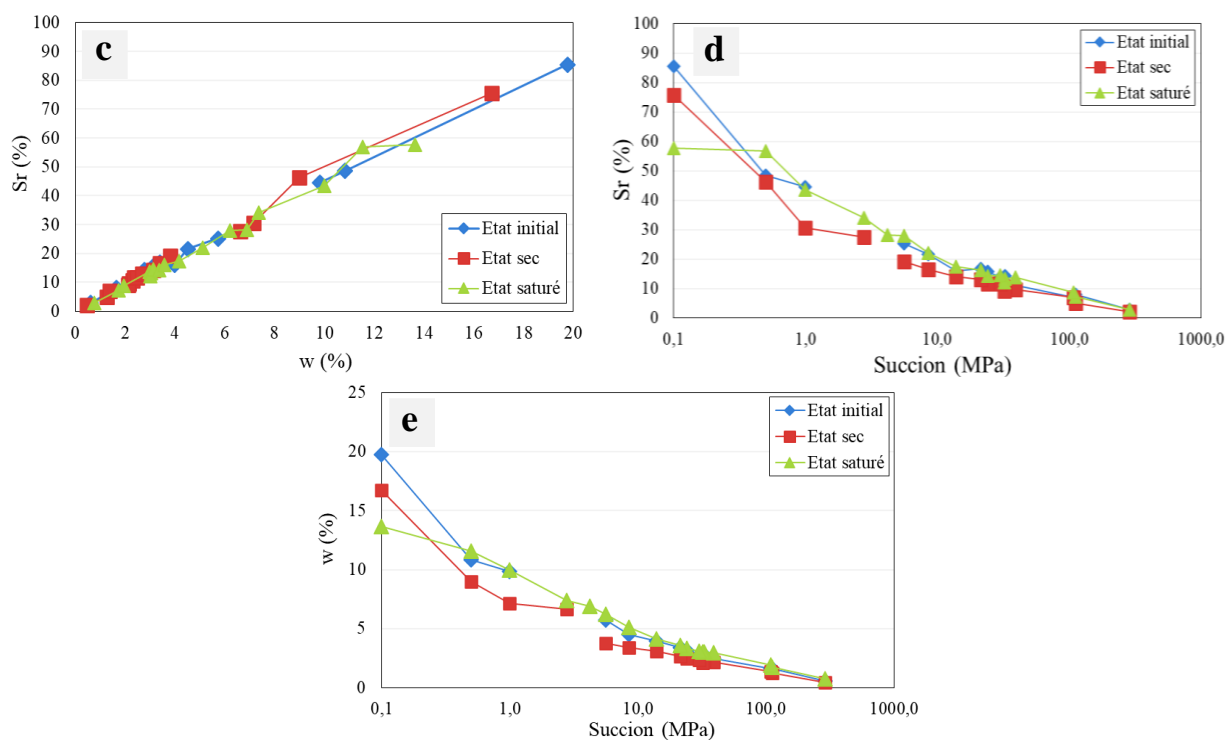 c
100
90
80
70
60
50
40
30
20
10
0
Sr (%)
0 2 4 6 8 10 12 14 16 18 20
w (%)
Etat initial
Etat sec
Etat saturé
d
100
90
80
70
60
50
40
30
20
10
0
Sr (%)
0,1 1,0 10,0 100,0 1000,0
Succion (MPa)
Etat initial
Etat sec
Etat saturé
e
25
20
15
10
5
0
w (%)
0,1 1,0 10,0 100,0 1000,0
Succion (MPa)
Etat initial
Etat sec
Etat saturé